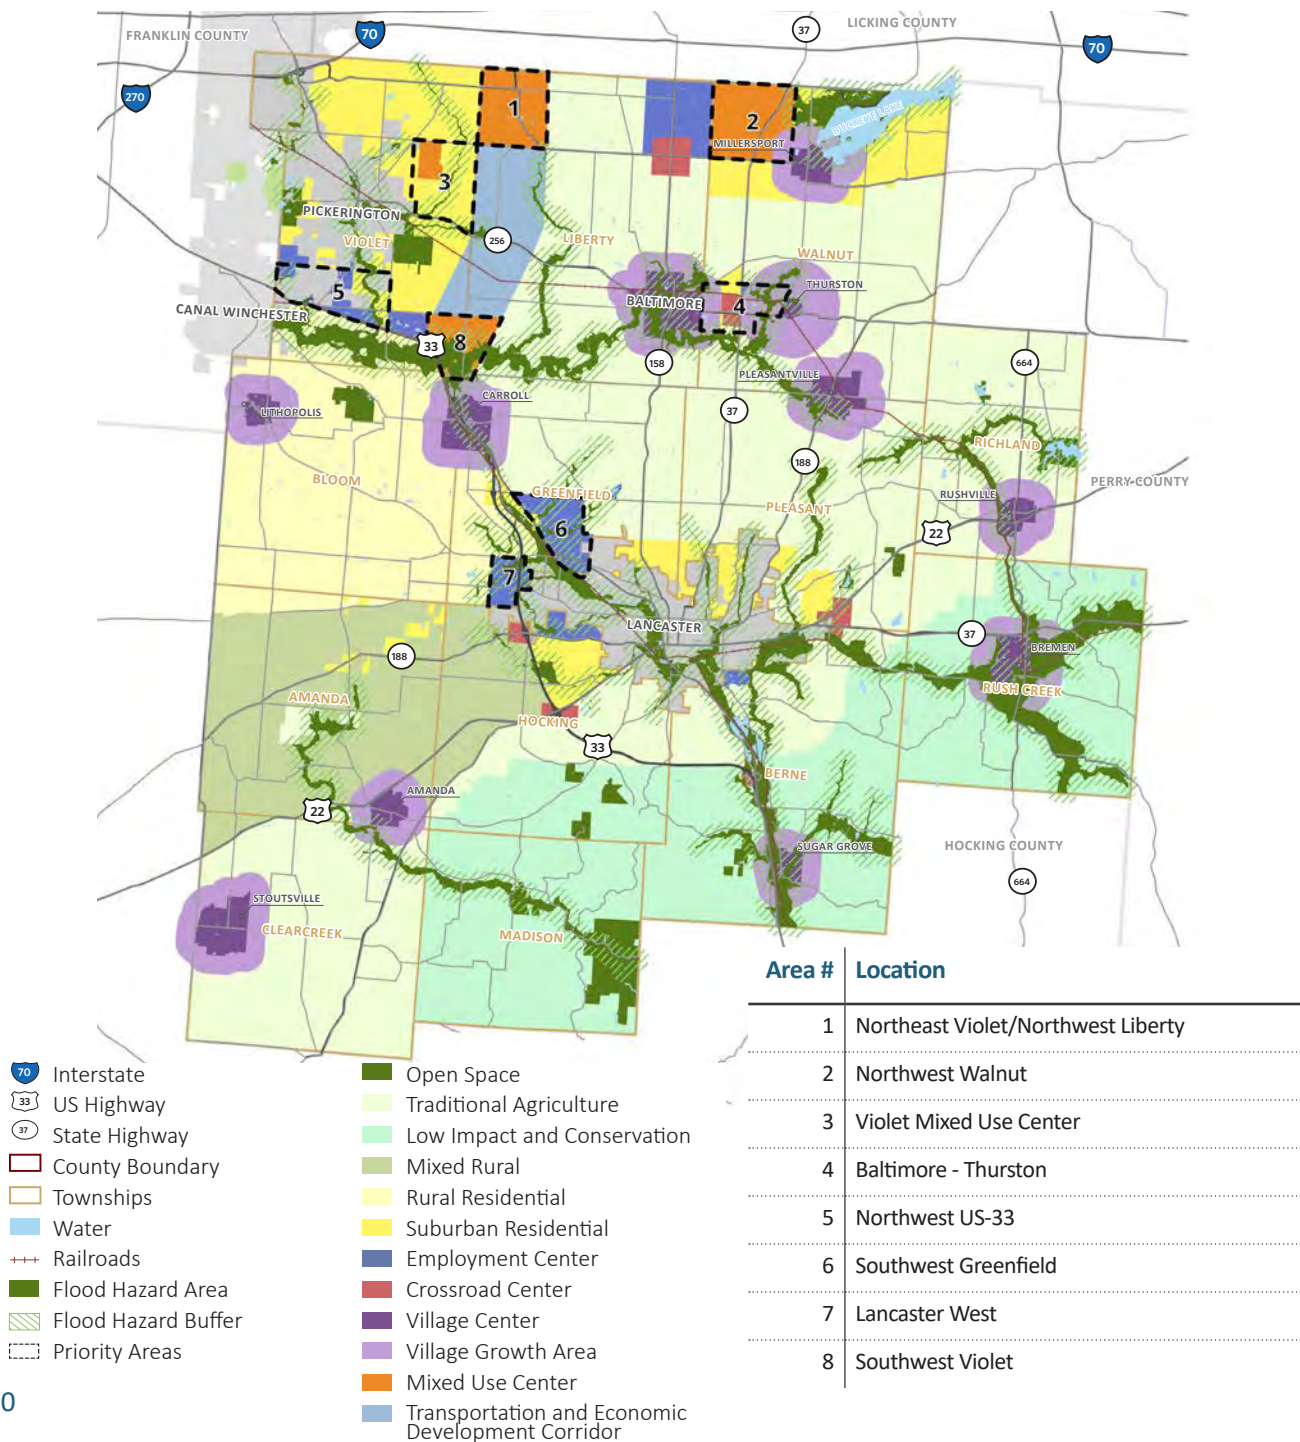 FRANKLIN COUNTY
70
37
LICKING COUNTY
70
270
1
2
MILLERSPORT
BUCKEYE LAKE
3
PICKERINGTON
VIOLET
256
LIBERTY
WALNUT
5
BALTIMORE
4
THURSTON
CANAL WINCHESTER
33
8
158
PLEASANTVILLE
664
LITHOPOLIS
CARROLL
37
RICHLAND
188
BLOOM
GREENFIELD
RUSHVILLE
PERRY COUNTY
6
PLEASANT
22
7
LANCASTER
37
BREMEN
188
RUSH CREEK
AMANDA
HOCKING
33
BERNE
AMANDA
22
SUGAR GROVE
HOCKING COUNTY
664
STOUTSVILLE
CLEARCREEK
MADISON
Area # Location
1 Northeast Violet/Northwest Liberty
2 Northwest Walnut
3 Violet Mixed Use Center
4 Baltimore - Thurston
5 Northwest US-33
6 Southwest Greenfield
7 Lancaster West
8 Southwest Violet
70 Interstate
33 US Highway
37 State Highway
County Boundary
Townships
Water
Railroads
Flood Hazard Area
Flood Hazard Buffer
Priority Areas
Open Space
Traditional Agriculture
Low Impact and Conservation
Mixed Rural
Rural Residential
Suburban Residential
Employment Center
Crossroad Center
Village Center
Village Growth Area
Mixed Use Center
Transportation and Economic
Development Corridor
0